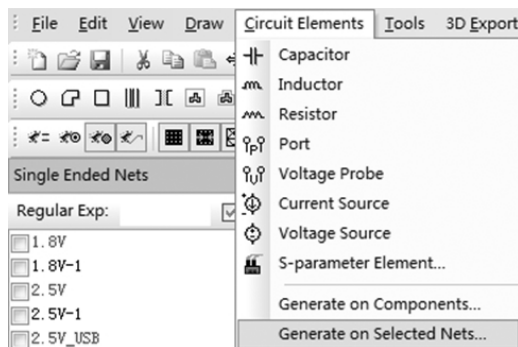 File Edit View Draw Circuit Elements Tools 3D Export
Capacitor
Inductor
Resistor
Port
Voltage Probe
Current Source
Voltage Source
S-parameter Element...
Generate on Components...
Generate on Selected Nets...
Single Ended Nets
Regular Exp:
1.8V
1.8V-1
2.5V
2.5V-1
2.5V_USB